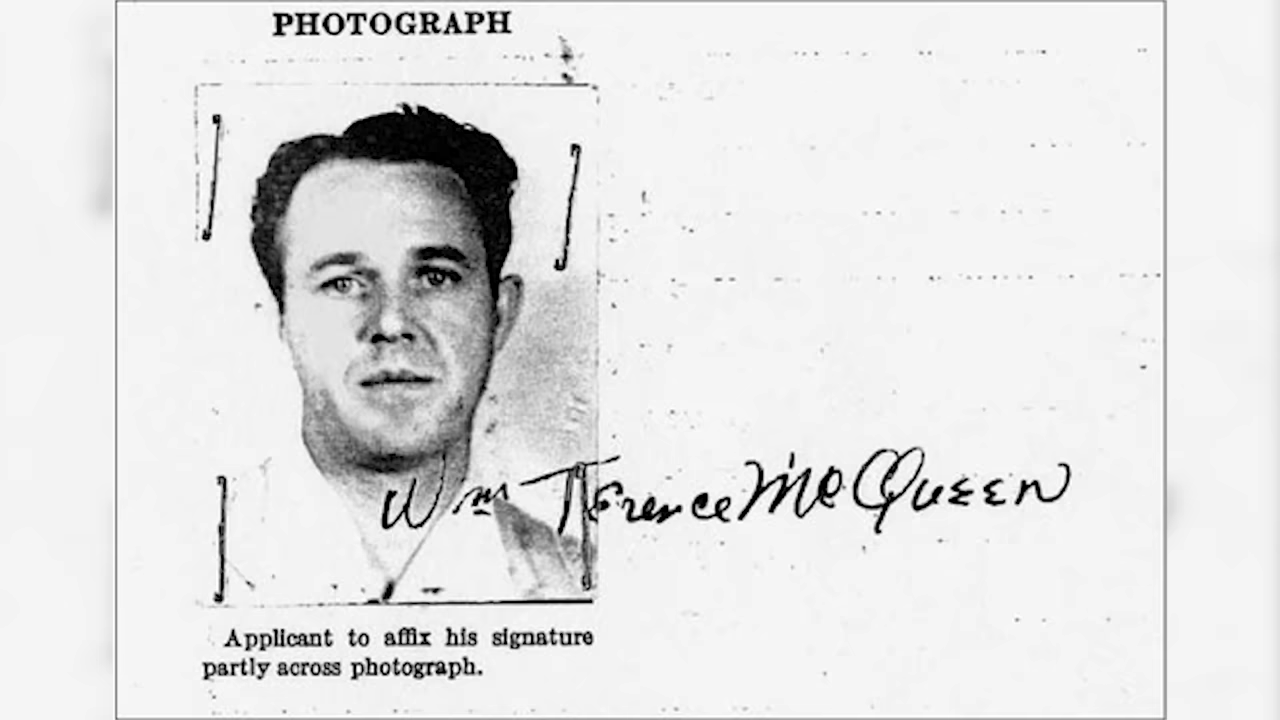 PHOTOGRAPH
Wm Terence McQueen
Applicant to affix his signature
partly across photograph.